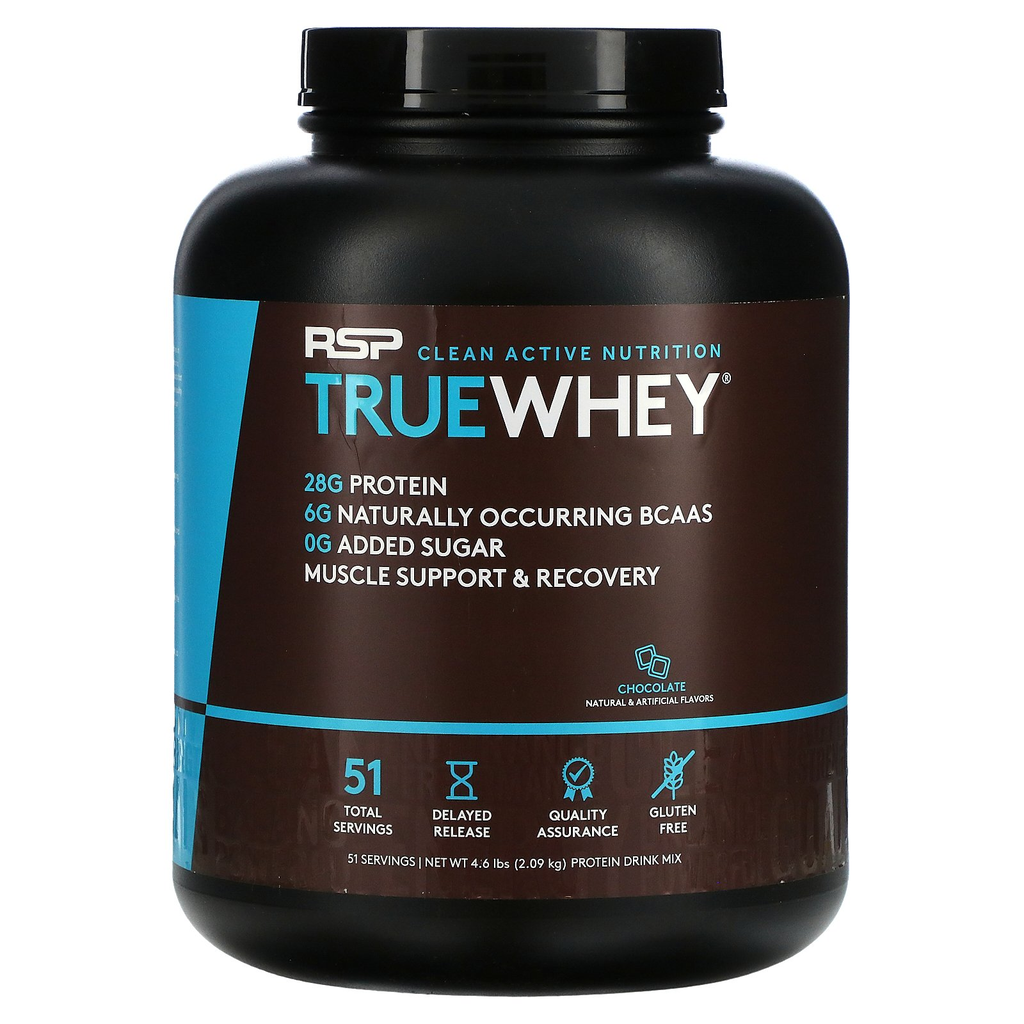 RSP CLEAN ACTIVE NUTRITION
TRUEWHEY®
28G PROTEIN
6G NATURALLY OCCURRING BCAAS
0G ADDED SUGAR
MUSCLE SUPPORT & RECOVERY
CHOCOLATE
NATURAL & ARTIFICIAL FLAVORS
51
TOTAL
SERVINGS
DELAYED
RELEASE
QUALITY
ASSURANCE
GLUTEN
FREE
51 SERVINGS | NET WT 4.6 lbs (2.09 kg) PROTEIN DRINK MIX